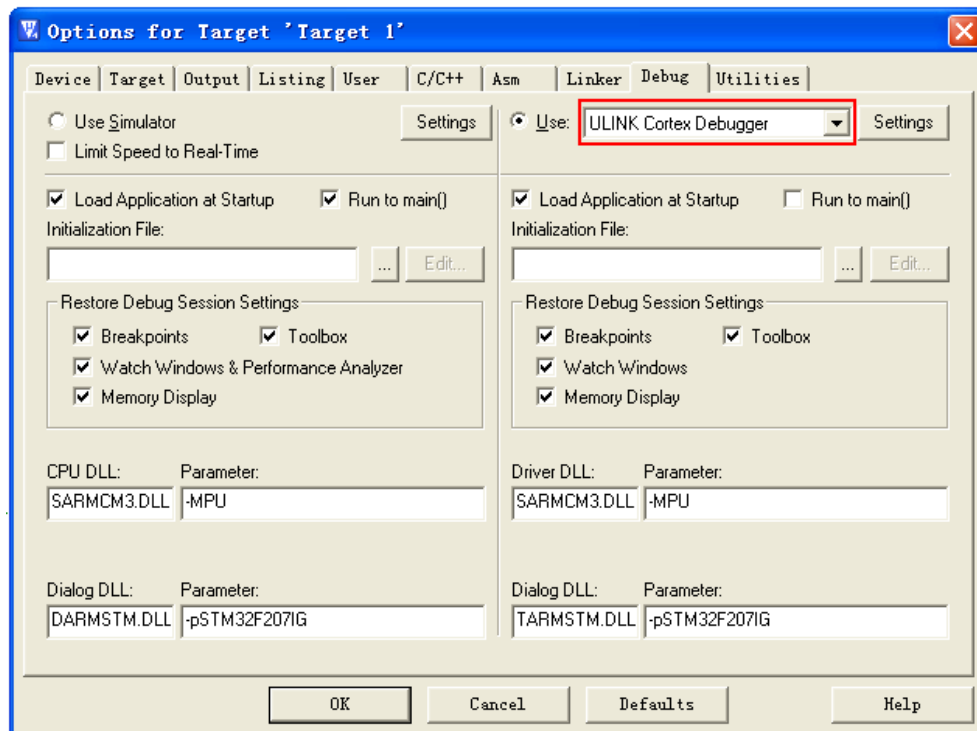 Options for Target 'Target 1'
Device Target Output Listing User C/C++ Asm Linker Debug Utilities
Use Simulator Settings Use: ULINK Cortex Debugger Settings
Limit Speed to Real-Time
Load Application at Startup Run to main() Load Application at Startup Run to main()
Initialization File: Initialization File:
... Edit... ... Edit...
Restore Debug Session Settings Restore Debug Session Settings
Breakpoints Toolbox Breakpoints Toolbox
Watch Windows & Performance Analyzer Watch Windows
Memory Display Memory Display
CPU DLL: Parameter: Driver DLL: Parameter:
SARMCM3.DLL -MPU SARMCM3.DLL -MPU
Dialog DLL: Parameter: Dialog DLL: Parameter:
DARMSTM.DLL -pSTM32F207IG TARMSTM.DLL -pSTM32F207IG
OK Cancel Defaults Help